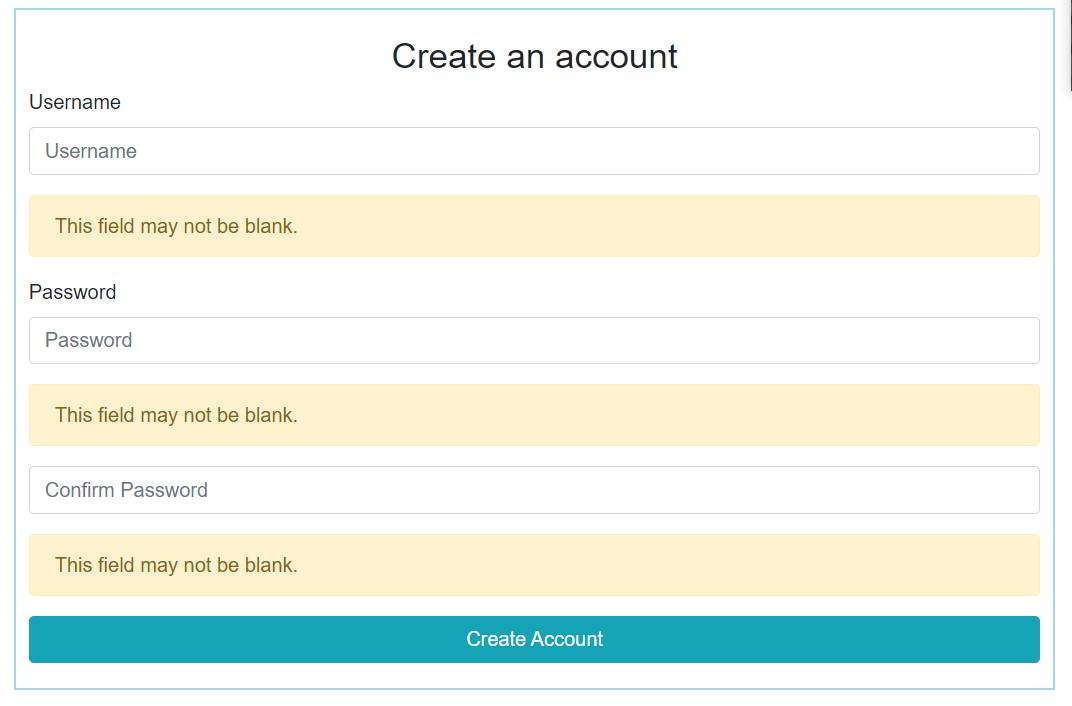 Create an account
Username
Username
This field may not be blank.
Password
Password
This field may not be blank.
Confirm Password
This field may not be blank.
Create Account